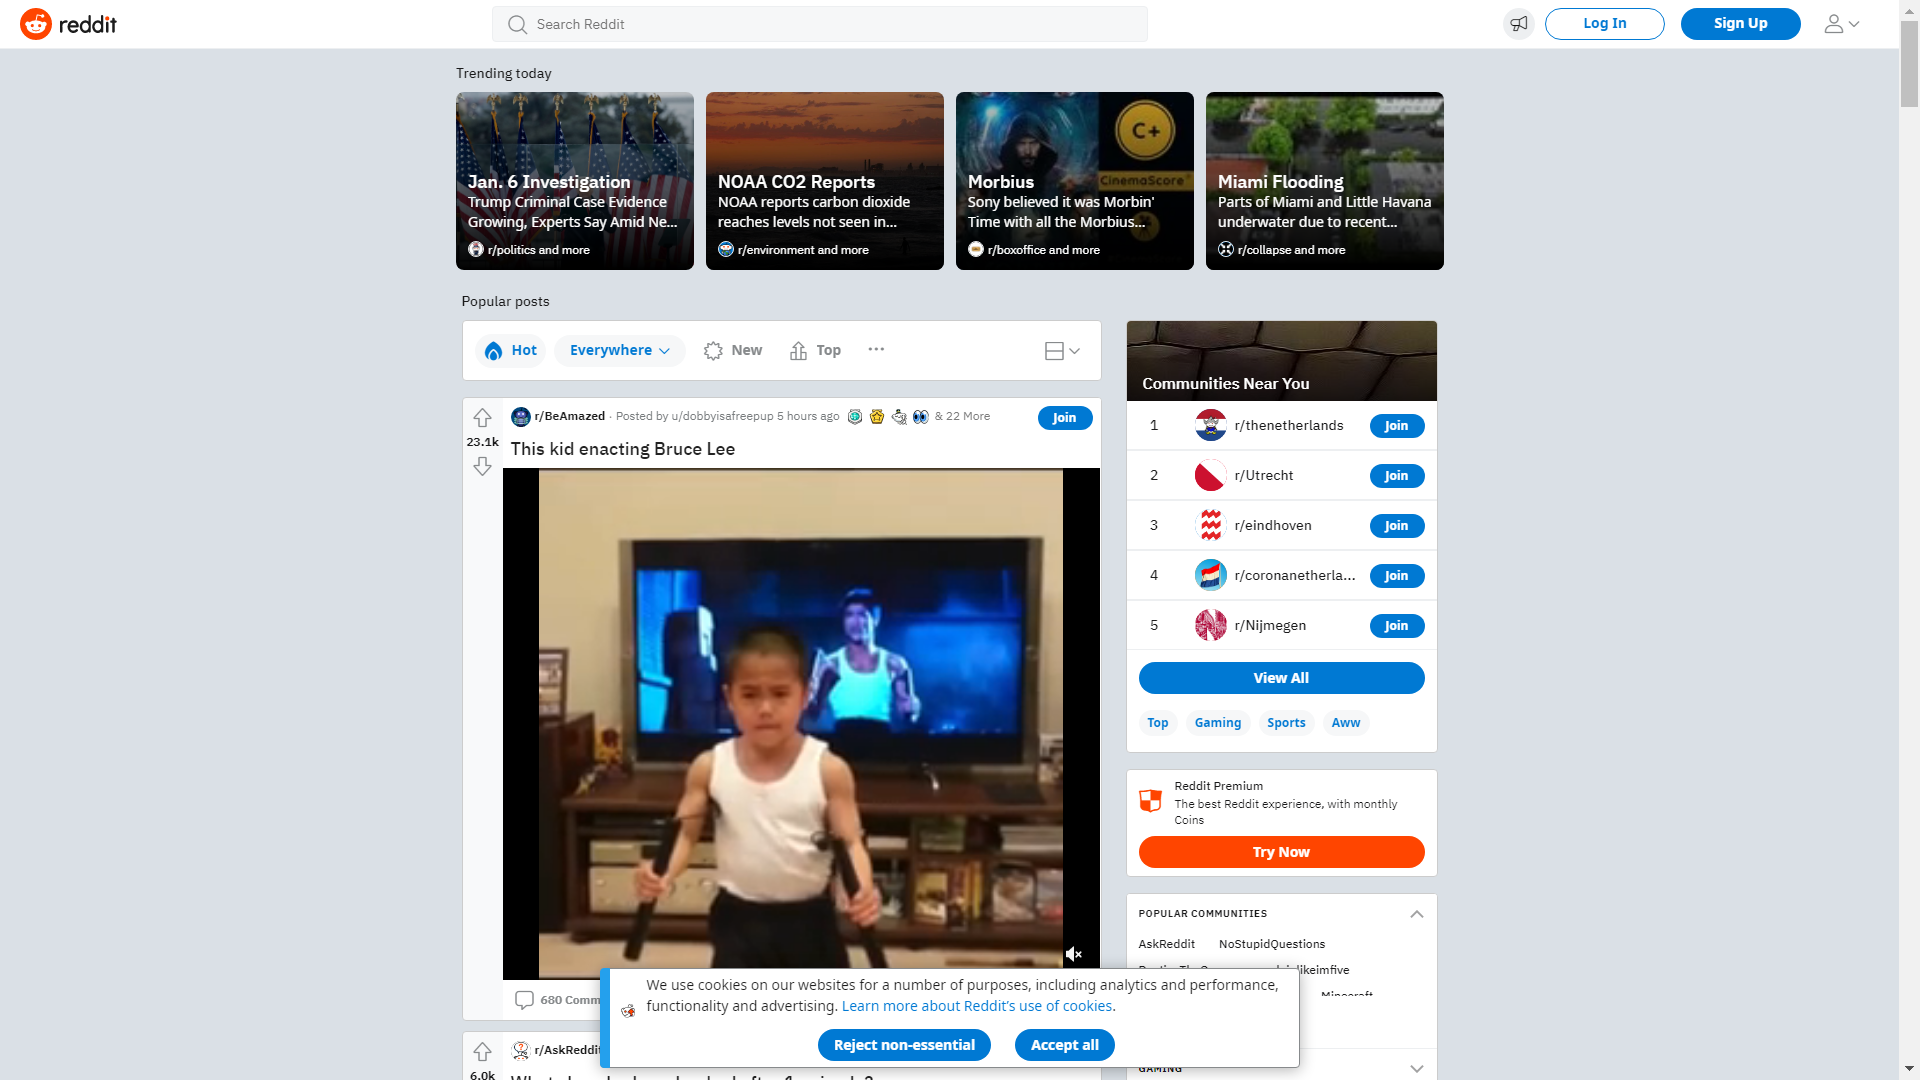 reddit
Search Reddit
Log In
Sign Up
Trending today
Jan. 6 Investigation
Trump Criminal Case Evidence
Growing, Experts Say Amid Ne...
r/politics and more
NOAA CO2 Reports
NOAA reports carbon dioxide
reaches levels not seen in...
r/environment and more
C+
CinemaScore
Morbius
Sony believed it was Morbin'
Time with all the Morbius...
r/boxoffice and more
Miami Flooding
Parts of Miami and Little Havana
underwater due to recent...
r/collapse and more
Popular posts
Hot
Everywhere
New
Top
r/BeAmazed · Posted by u/dobbyisafreepup 5 hours ago & 22 More
Join
23.1k
This kid enacting Bruce Lee
680 Comm
r/AskReddit
6.0k
Communities Near You
1 r/thenetherlands Join
2 r/Utrecht Join
3 r/eindhoven Join
4 r/coronanetherla... Join
5 r/Nijmegen Join
View All
Top Gaming Sports Aww
Reddit Premium
The best Reddit experience, with monthly
Coins
Try Now
POPULAR COMMUNITIES
AskReddit NoStupidQuestions
likeimfive
Minecraft
GAMING
We use cookies on our websites for a number of purposes, including analytics and performance,
functionality and advertising. Learn more about Reddit's use of cookies.
Reject non-essential
Accept all